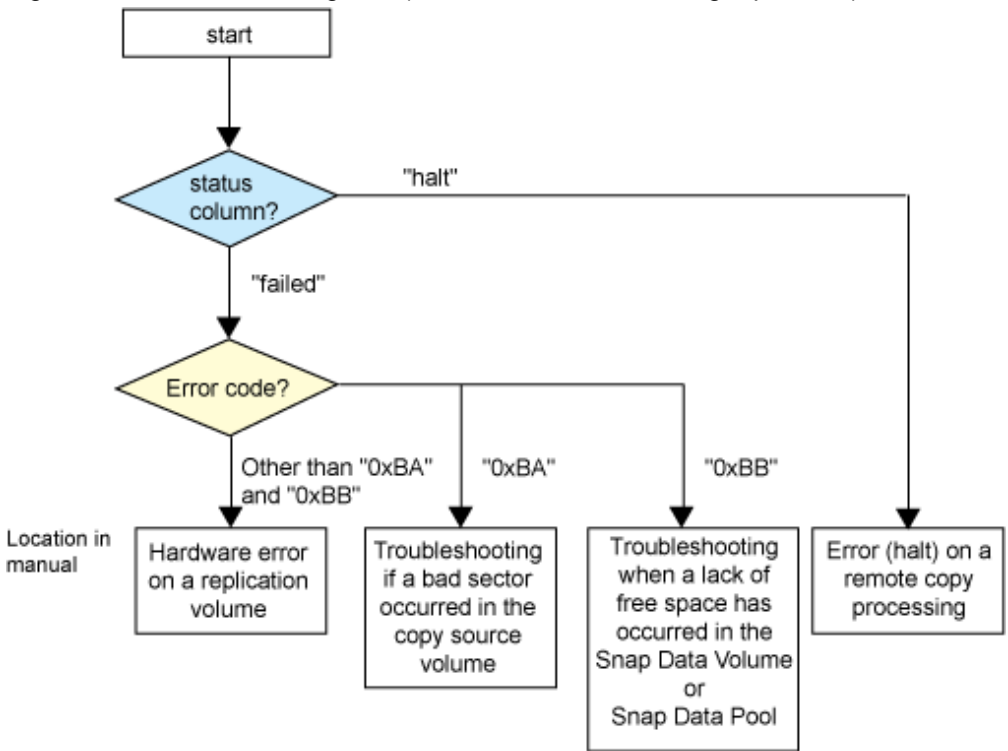 start
status
column?
"halt"
"failed"
Error code?
Other than "0xBA"
and "0xBB"
"0xBA"
"0xBB"
Location in
manual
Hardware error
on a replication
volume
Troubleshooting
if a bad sector
occurred in the
copy source
volume
Troubleshooting
when a lack of
free space has
occurred in the
Snap Data Volume
or
Snap Data Pool
Error (halt) on a
remote copy
processing